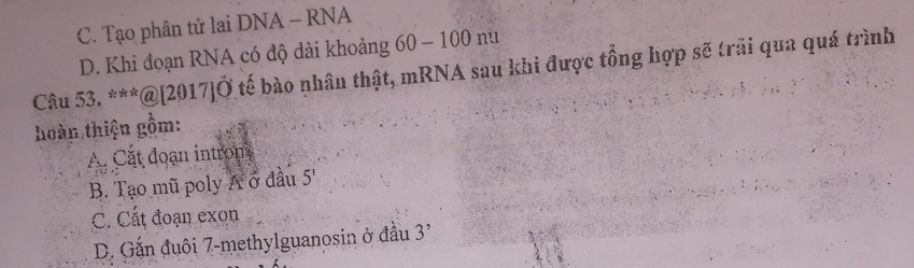 C. Tạo phân tử lai DNA – RNA
D. Khi đoạn RNA có độ dài khoảng 60 – 100 nu
Câu 53. ***@[2017]Ở tế bào nhân thật, mRNA sau khi được tổng hợp sẽ trải qua quá trình
hoàn thiện gồm:
A. Cắt đoạn intron
B. Tạo mũ poly A ở đầu 5'
C. Cắt đoạn exon
D. Gắn đuôi 7-methylguanosin ở đầu 3’